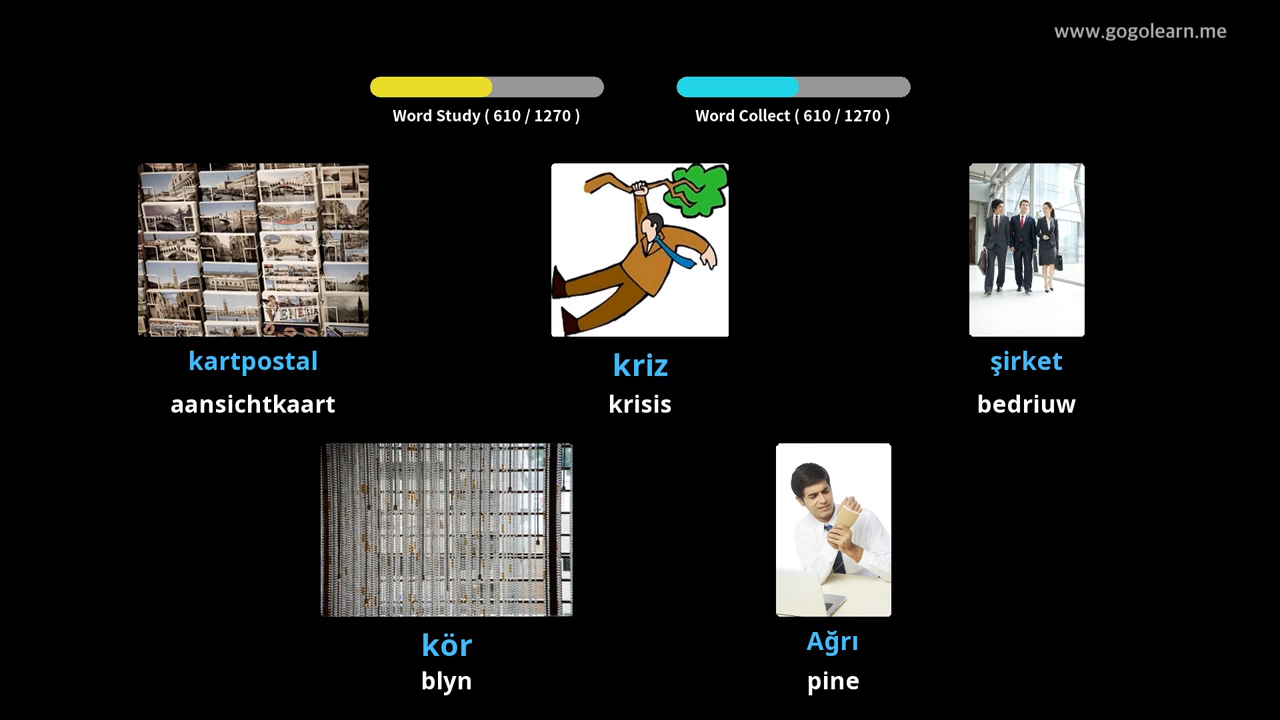 www.gogolearn.me
Word Study ( 610 / 1270 )
Word Collect ( 610 / 1270 )
kartpostal
kriz
şirket
aansichtkaart
krisis
bedriuw
kör
Ağrı
blyn
pine